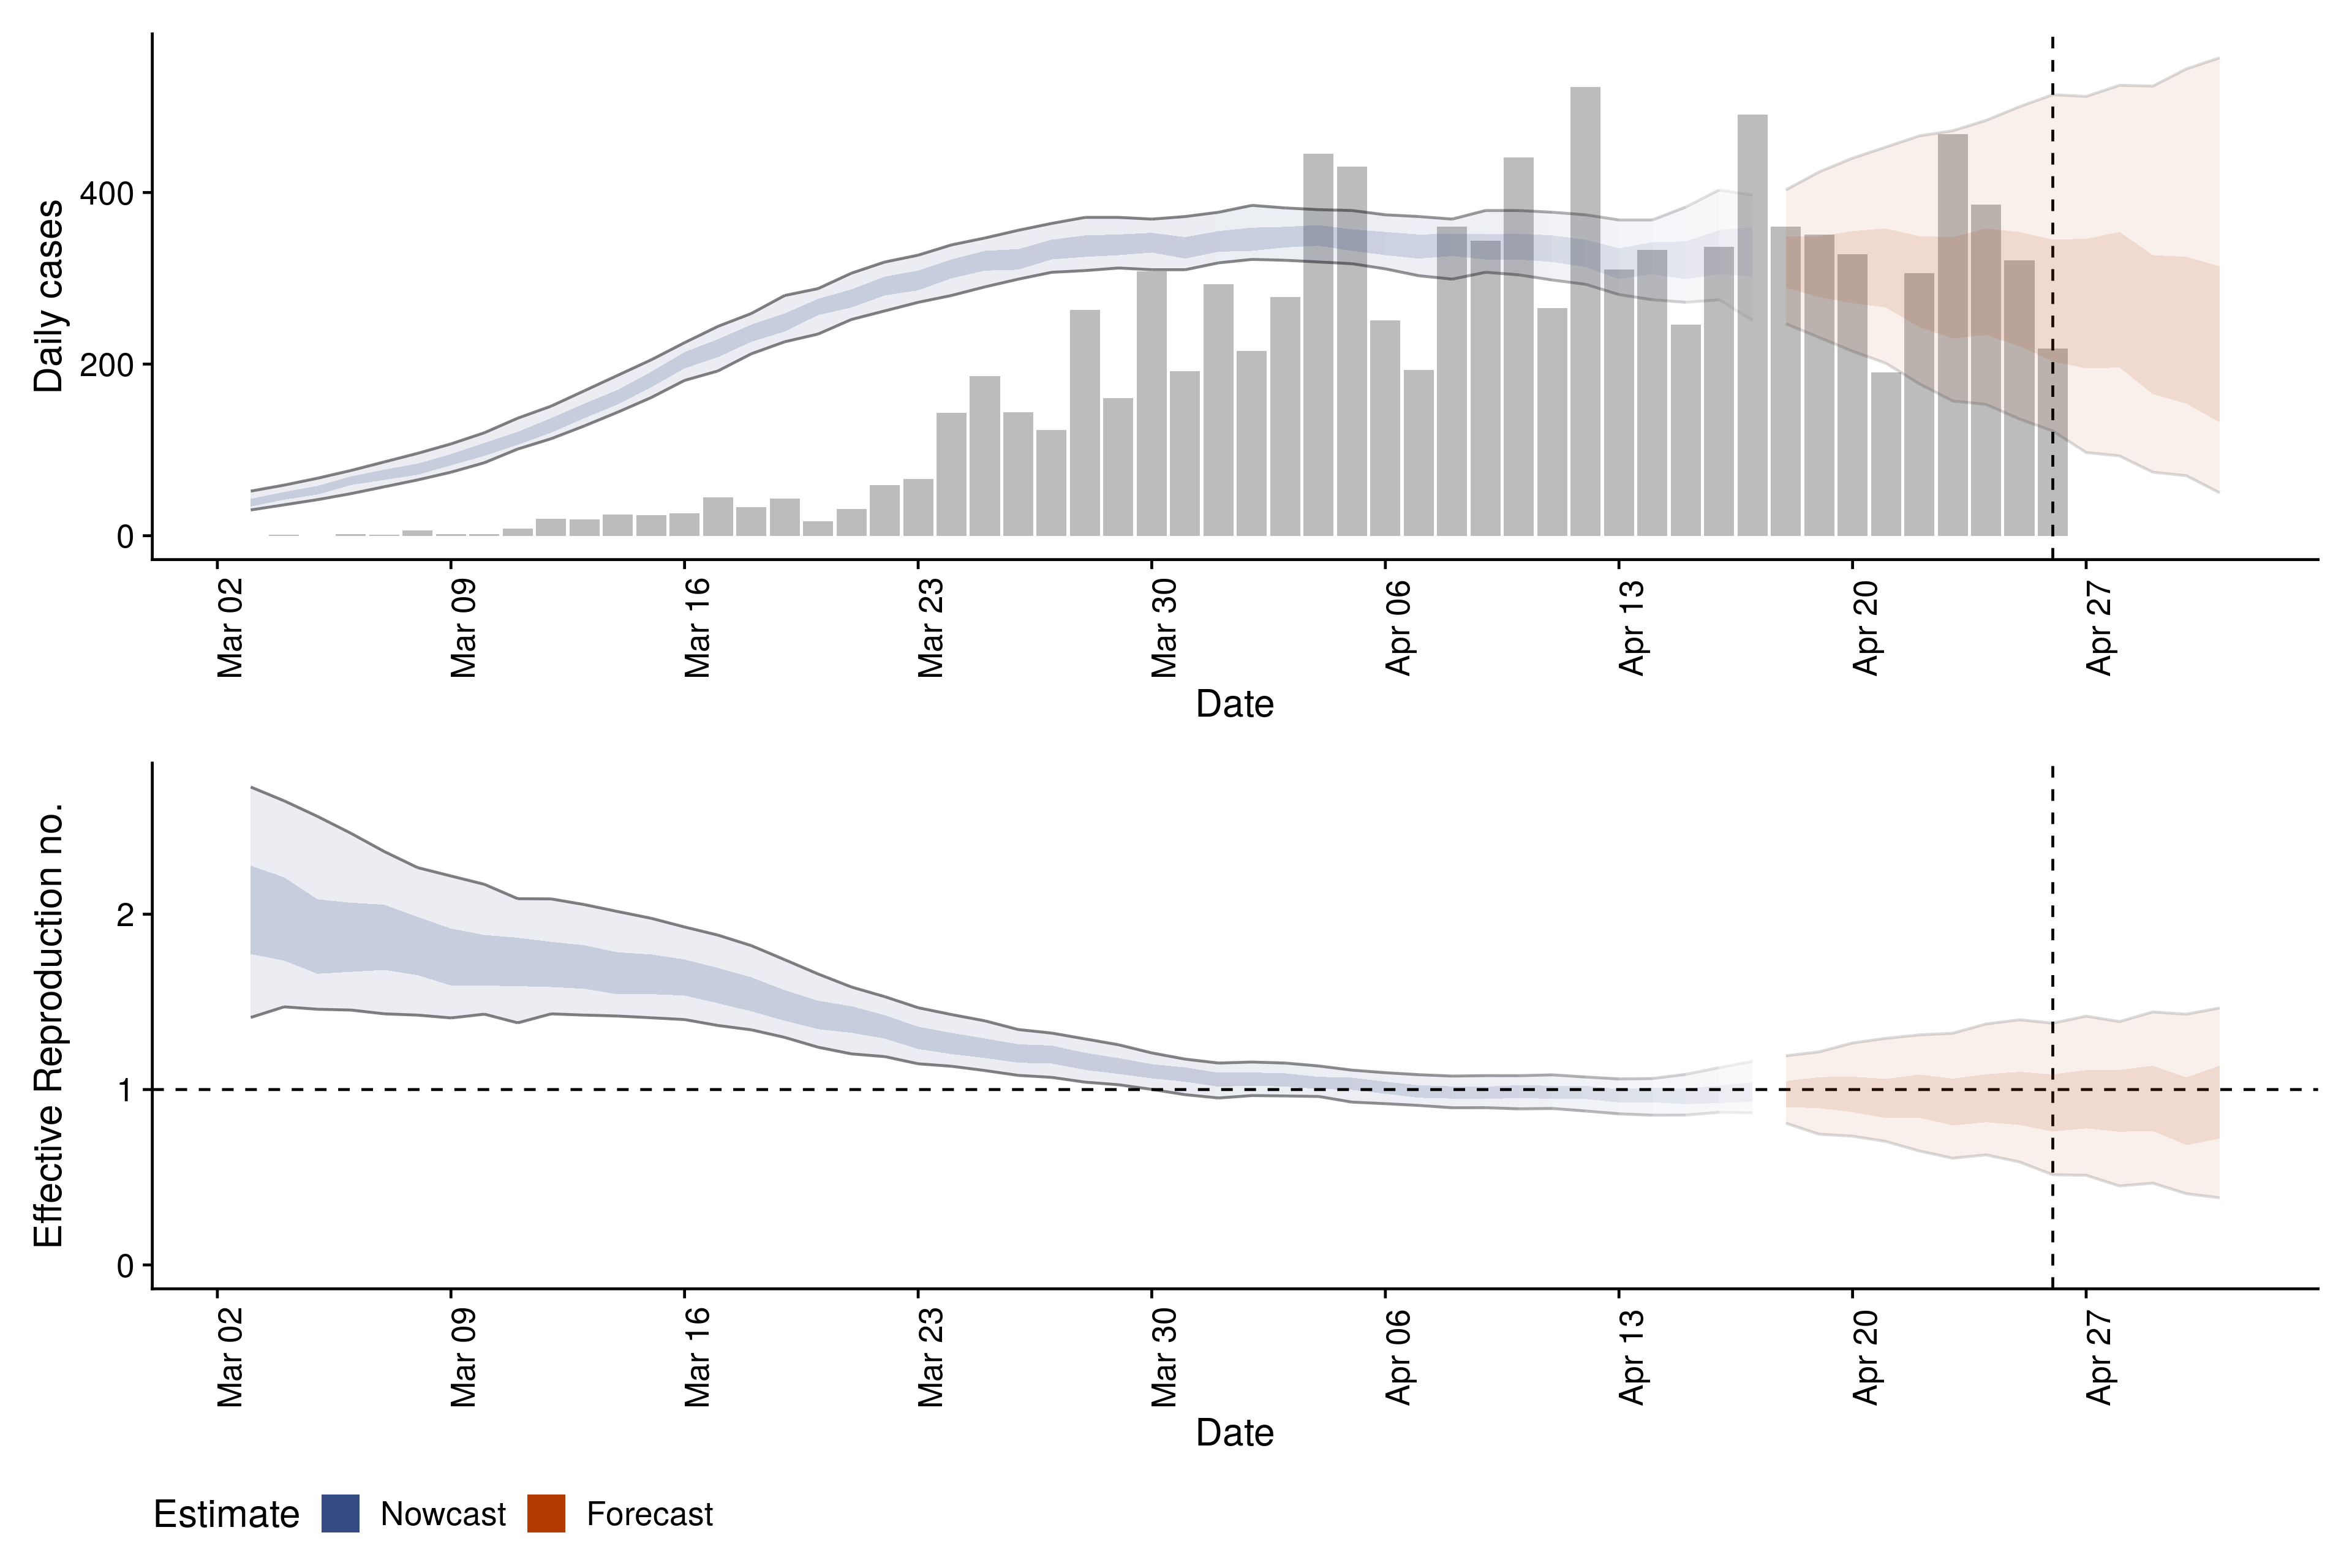 Daily cases
400
200
0
Mar 02
Mar 09
Mar 16
Mar 23
Mar 30
Apr 06
Apr 13
Apr 20
Apr 27
Date
Effective Reproduction no.
2
1
0
Mar 02
Mar 09
Mar 16
Mar 23
Mar 30
Apr 06
Apr 13
Apr 20
Apr 27
Date
Estimate Nowcast Forecast